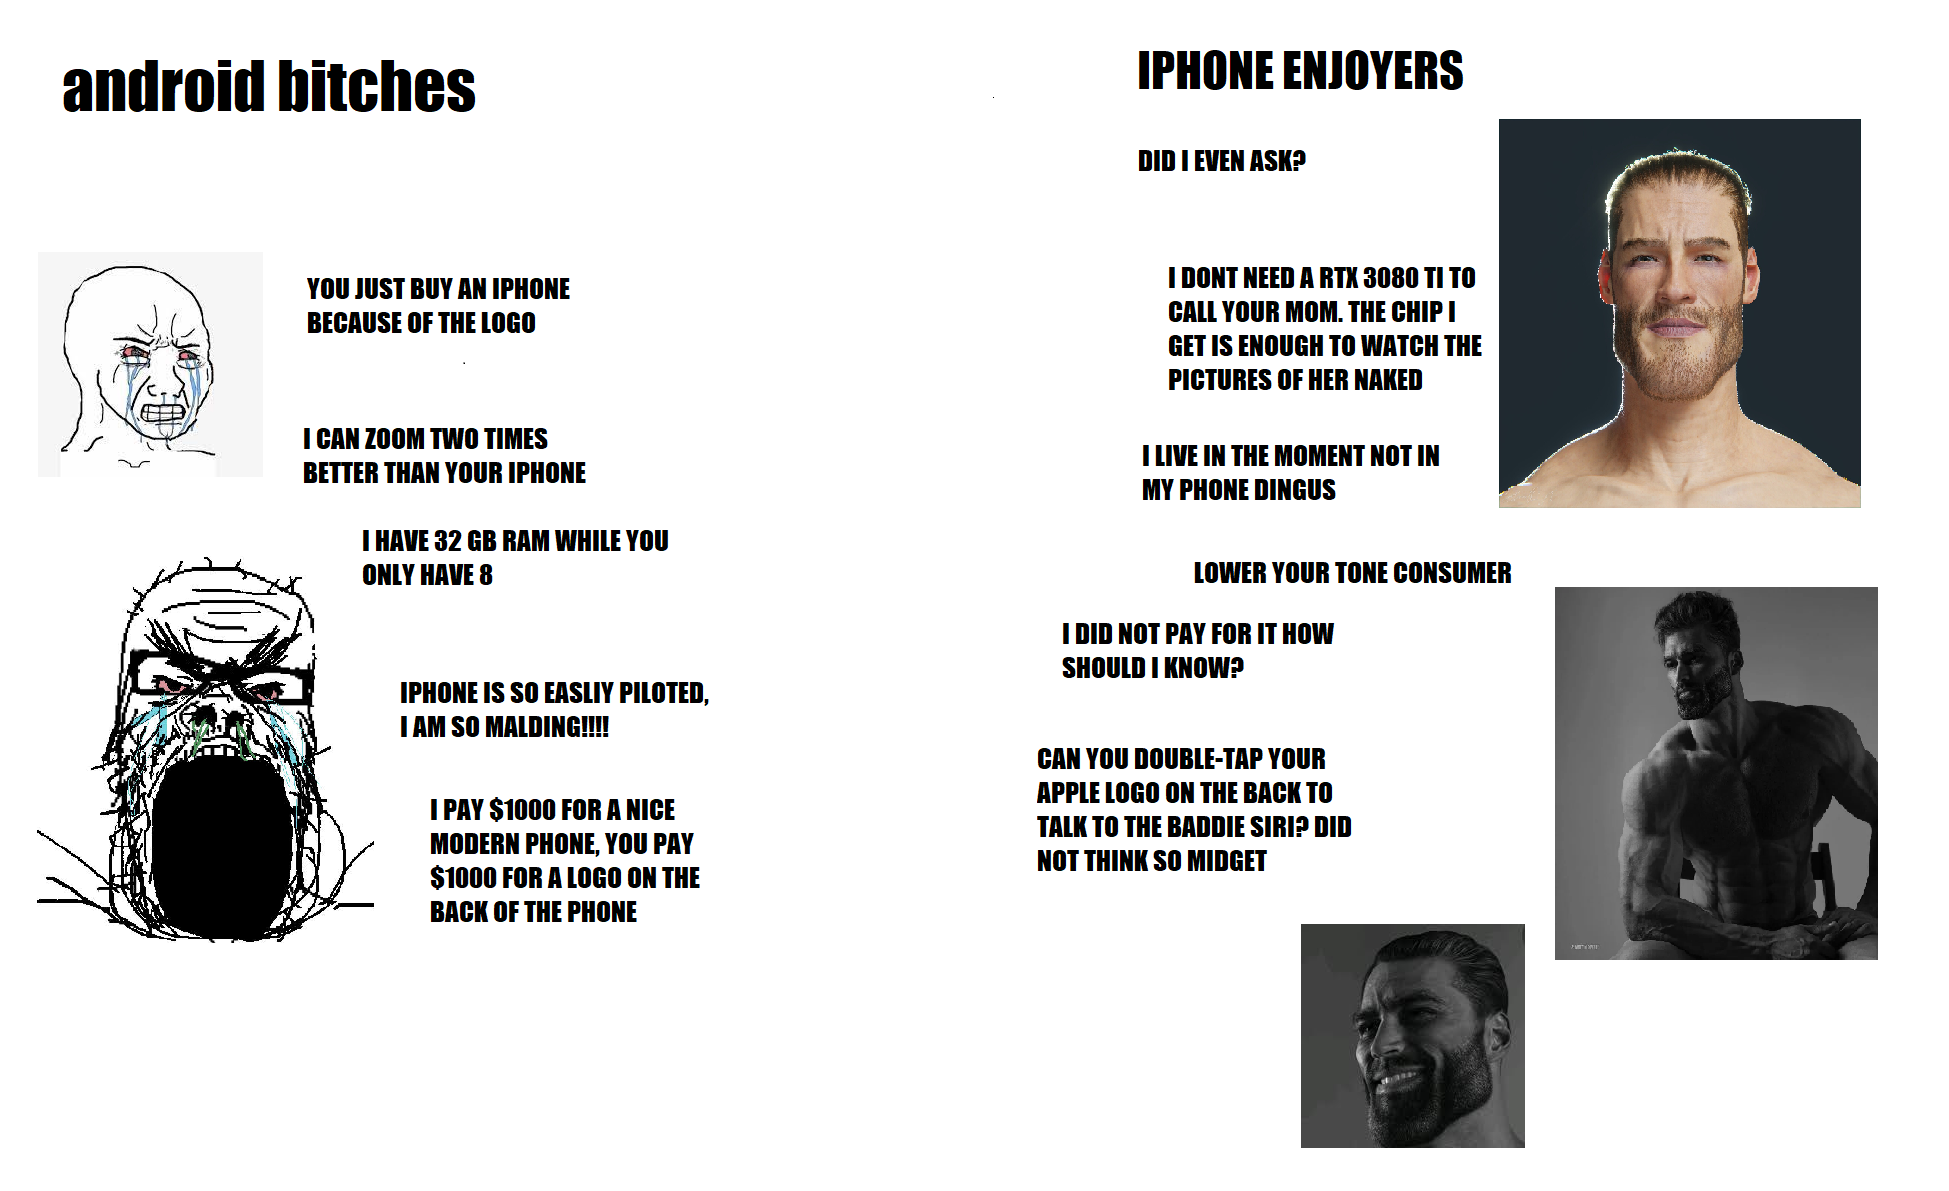 android bitches
YOU JUST BUY AN IPHONE
BECAUSE OF THE LOGO
I CAN ZOOM TWO TIMES
BETTER THAN YOUR IPHONE
I HAVE 32 GB RAM WHILE YOU
ONLY HAVE 8
IPHONE IS SO EASLIY PILOTED,
I AM SO MALDING!!!!
I PAY $1000 FOR A NICE
MODERN PHONE, YOU PAY
$1000 FOR A LOGO ON THE
BACK OF THE PHONE
IPHONE ENJOYERS
DID I EVEN ASK?
I DONT NEED A RTX 3080 TI TO
CALL YOUR MOM. THE CHIP I
GET IS ENOUGH TO WATCH THE
PICTURES OF HER NAKED
I LIVE IN THE MOMENT NOT IN
MY PHONE DINGUS
LOWER YOUR TONE CONSUMER
I DID NOT PAY FOR IT HOW
SHOULD I KNOW?
CAN YOU DOUBLE-TAP YOUR
APPLE LOGO ON THE BACK TO
TALK TO THE BADDIE SIRI? DID
NOT THINK SO MIDGET